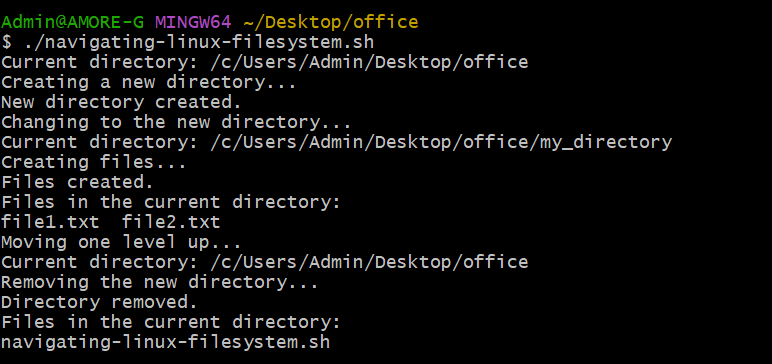 Admin@AMORE-G MINGW64 ~/Desktop/office
$ ./navigating-linux-filesystem.sh
Current directory: /c/Users/Admin/Desktop/office
Creating a new directory...
New directory created.
Changing to the new directory...
Current directory: /c/Users/Admin/Desktop/office/my_directory
Creating files...
Files created.
Files in the current directory:
file1.txt  file2.txt
Moving one level up...
Current directory: /c/Users/Admin/Desktop/office
Removing the new directory...
Directory removed.
Files in the current directory:
navigating-linux-filesystem.sh